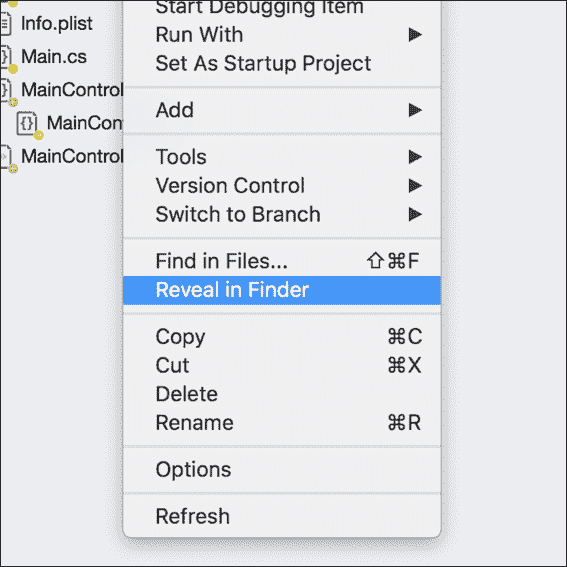 Info.plist
Main.cs
MainControl
MainCon
MainControl
Start Debugging Item
Run With
Set As Startup Project
Add
Tools
Version Control
Switch to Branch
Find in Files... ⇧⌘F
Reveal in Finder
Copy ⌘C
Cut ⌘X
Delete
Rename ⌘R
Options
Refresh